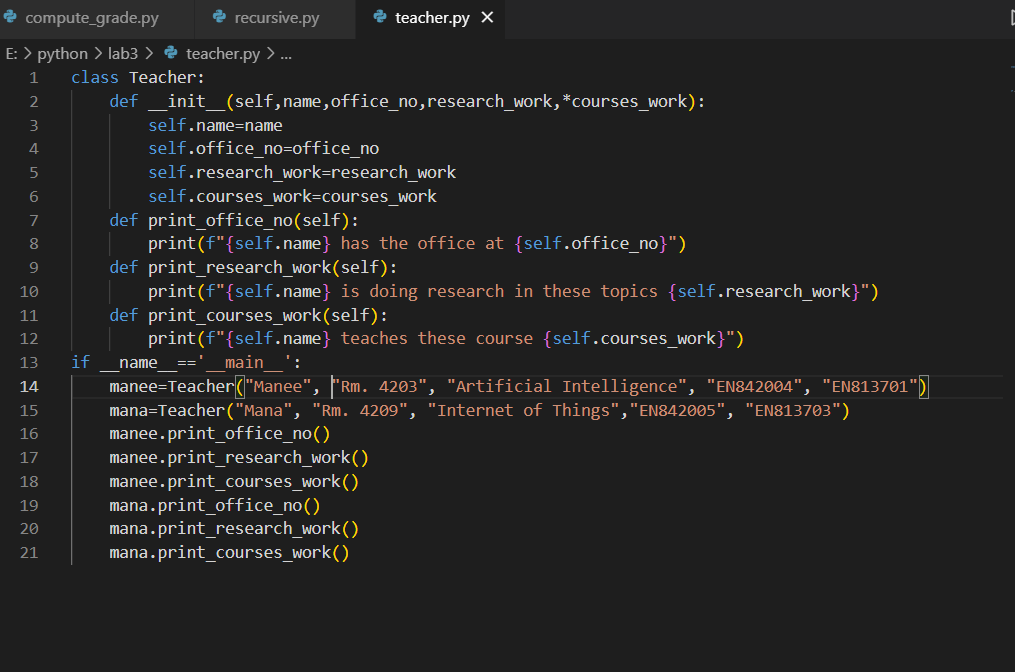 compute_grade.py recursive.py teacher.py
E: > python > lab3 > teacher.py > ...
1 class Teacher:
2 def __init__(self,name,office_no,research_work,*courses_work):
3 self.name=name
4 self.office_no=office_no
5 self.research_work=research_work
6 self.courses_work=courses_work
7 def print_office_no(self):
8 print(f"{self.name} has the office at {self.office_no}")
9 def print_research_work(self):
10 print(f"{self.name} is doing research in these topics {self.research_work}")
11 def print_courses_work(self):
12 print(f"{self.name} teaches these course {self.courses_work}")
13 if __name__=='__main__':
14 manee=Teacher("Manee", "Rm. 4203", "Artificial Intelligence", "EN842004", "EN813701")
15 mana=Teacher("Mana", "Rm. 4209", "Internet of Things","EN842005", "EN813703")
16 manee.print_office_no()
17 manee.print_research_work()
18 manee.print_courses_work()
19 mana.print_office_no()
20 mana.print_research_work()
21 mana.print_courses_work()